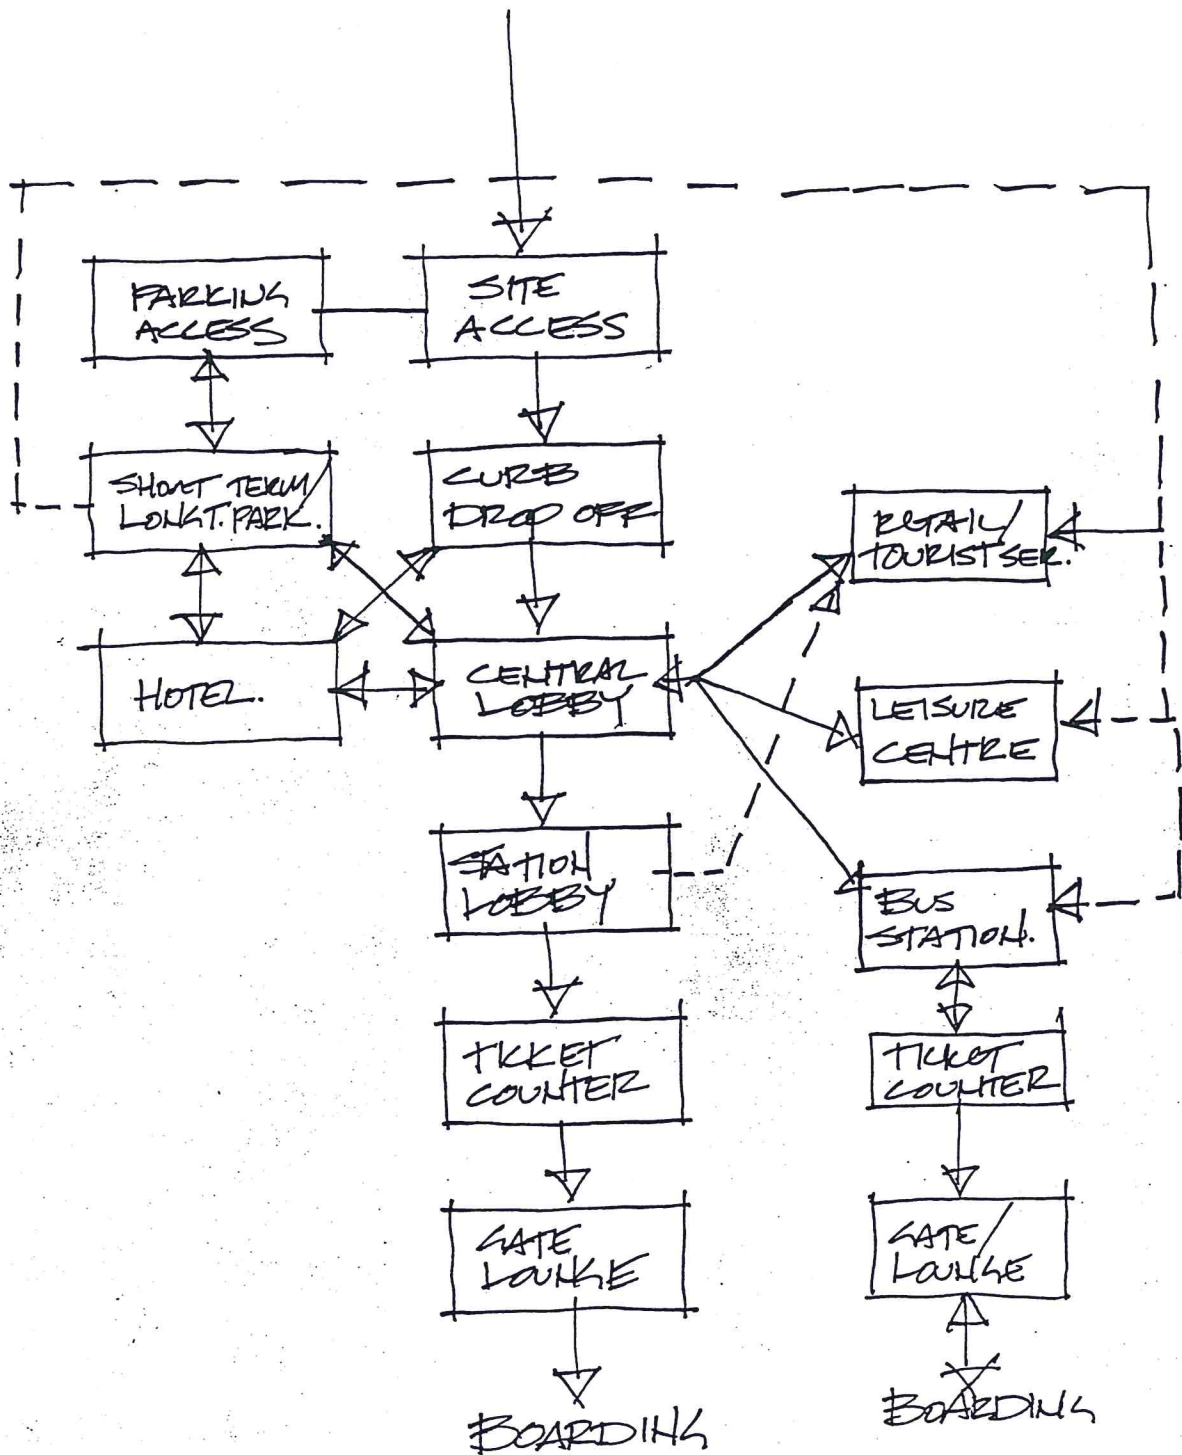 PARKING
ACCESS
SITE
ACCESS
SHORT TERM/
LONG T. PARK.
CURB
DROP OFF
RETAIL/
TOURIST SER.
HOTEL.
CENTRAL
LOBBY
LEISURE
CENTRE
STATION
LOBBY
BUS
STATION.
TICKET
COUNTER
TICKET
COUNTER
GATE
LOUNGE
GATE/
LOUNGE
BOARDING
BOARDING